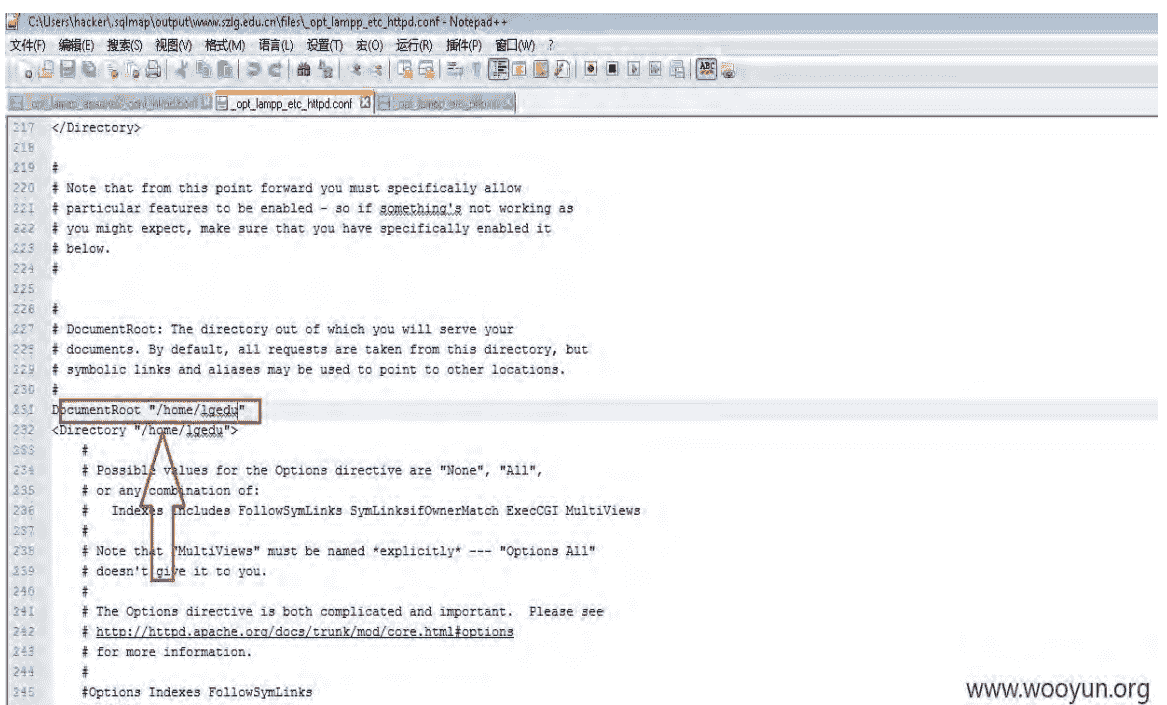 C:\Users\hacker\.sqlmap\output\www.szlg.edu.cn\files\_opt_lampp_etc_httpd.conf - Notepad++
文件(F) 编辑(E) 搜索(S) 视图(V) 格式(M) 语言(L) 设置(T) 宏(O) 运行(R) 插件(P) 窗口(W) ?
_opt_lampp_etc_httpd.conf
217 </Directory>
218
219 #
220 # Note that from this point forward you must specifically allow
221 # particular features to be enabled - so if something's not working as
222 # you might expect, make sure that you have specifically enabled it
223 # below.
224 #
225
226 #
227 # DocumentRoot: The directory out of which you will serve your
228 # documents. By default, all requests are taken from this directory, but
229 # symbolic links and aliases may be used to point to other locations.
230 #
231 DocumentRoot "/home/lgedu"
232 <Directory "/home/lgedu">
233 #
234 # Possible values for the Options directive are "None", "All",
235 # or any combination of:
236 # Indexes Includes FollowSymLinks SymLinksifOwnerMatch ExecCGI MultiViews
237 #
238 # Note that "MultiViews" must be named *explicitly* --- "Options All"
239 # doesn't give it to you.
240 #
241 # The Options directive is both complicated and important. Please see
242 # http://httpd.apache.org/docs/trunk/mod/core.html#options
243 # for more information.
244 #
245 #Options Indexes FollowSymLinks
www.wooyun.org